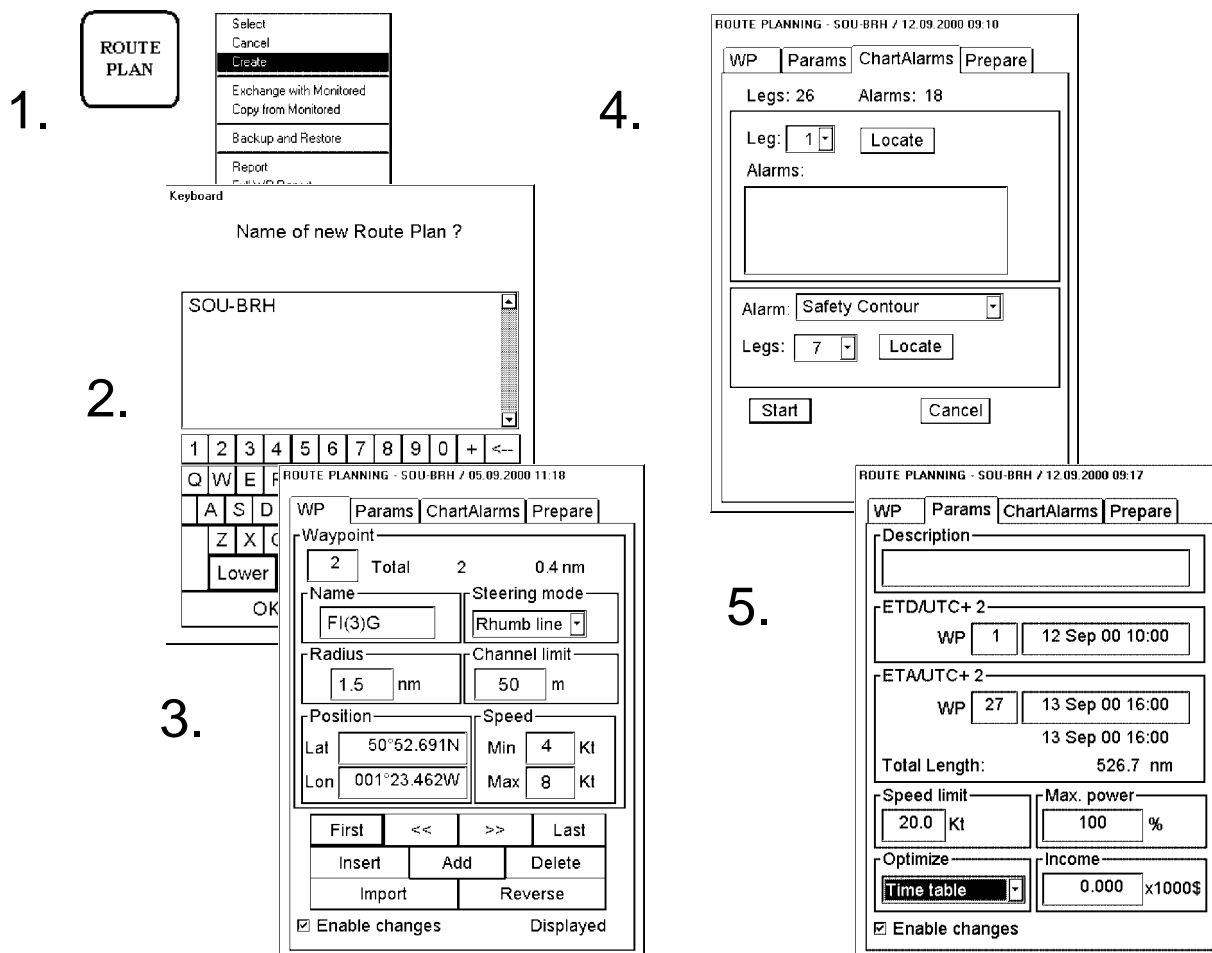 1.
ROUTE
PLAN
Select
Cancel
Create
Exchange with Monitored
Copy from Monitored
Backup and Restore
Report
2.
Keyboard
Name of new Route Plan ?
SOU-BRH
1 2 3 4 5 6 7 8 9 0 + <--
Q W E
A S D
Z X
Lower
OK
3.
ROUTE PLANNING - SOU-BRH / 05.09.2000 11:18
WP Params ChartAlarms Prepare
Waypoint
2 Total 2 0.4 nm
Name Steering mode
Fl(3)G Rhumb line
Radius Channel limit
1.5 nm 50 m
Position Speed
Lat 50°52.691N Min 4 Kt
Lon 001°23.462W Max 8 Kt
First << >> Last
Insert Add Delete
Import Reverse
Enable changes Displayed
4.
ROUTE PLANNING - SOU-BRH / 12.09.2000 09:10
WP Params ChartAlarms Prepare
Legs: 26 Alarms: 18
Leg: 1 Locate
Alarms:
Alarm: Safety Contour
Legs: 7 Locate
Start Cancel
5.
ROUTE PLANNING - SOU-BRH / 12.09.2000 09:17
WP Params ChartAlarms Prepare
Description
ETD/UTC+ 2
WP 1 12 Sep 00 10:00
ETA/UTC+ 2
WP 27 13 Sep 00 16:00
13 Sep 00 16:00
Total Length: 526.7 nm
Speed limit Max. power
20.0 Kt 100 %
Optimize Income
Time table 0.000 x1000$
Enable changes